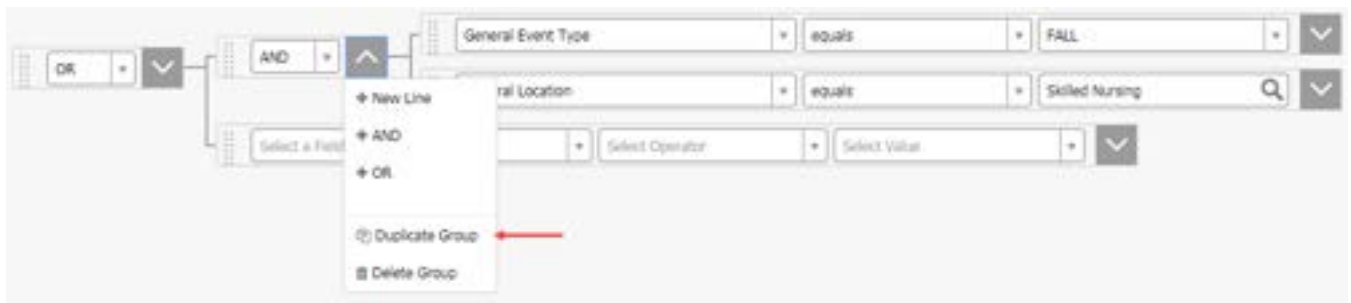 General Event Type equals FALL
OR AND
ral Location equals Skilled Nursing
+ New Line
+ AND
Select a Field Select Operator Select Value
+ OR
Duplicate Group
Delete Group